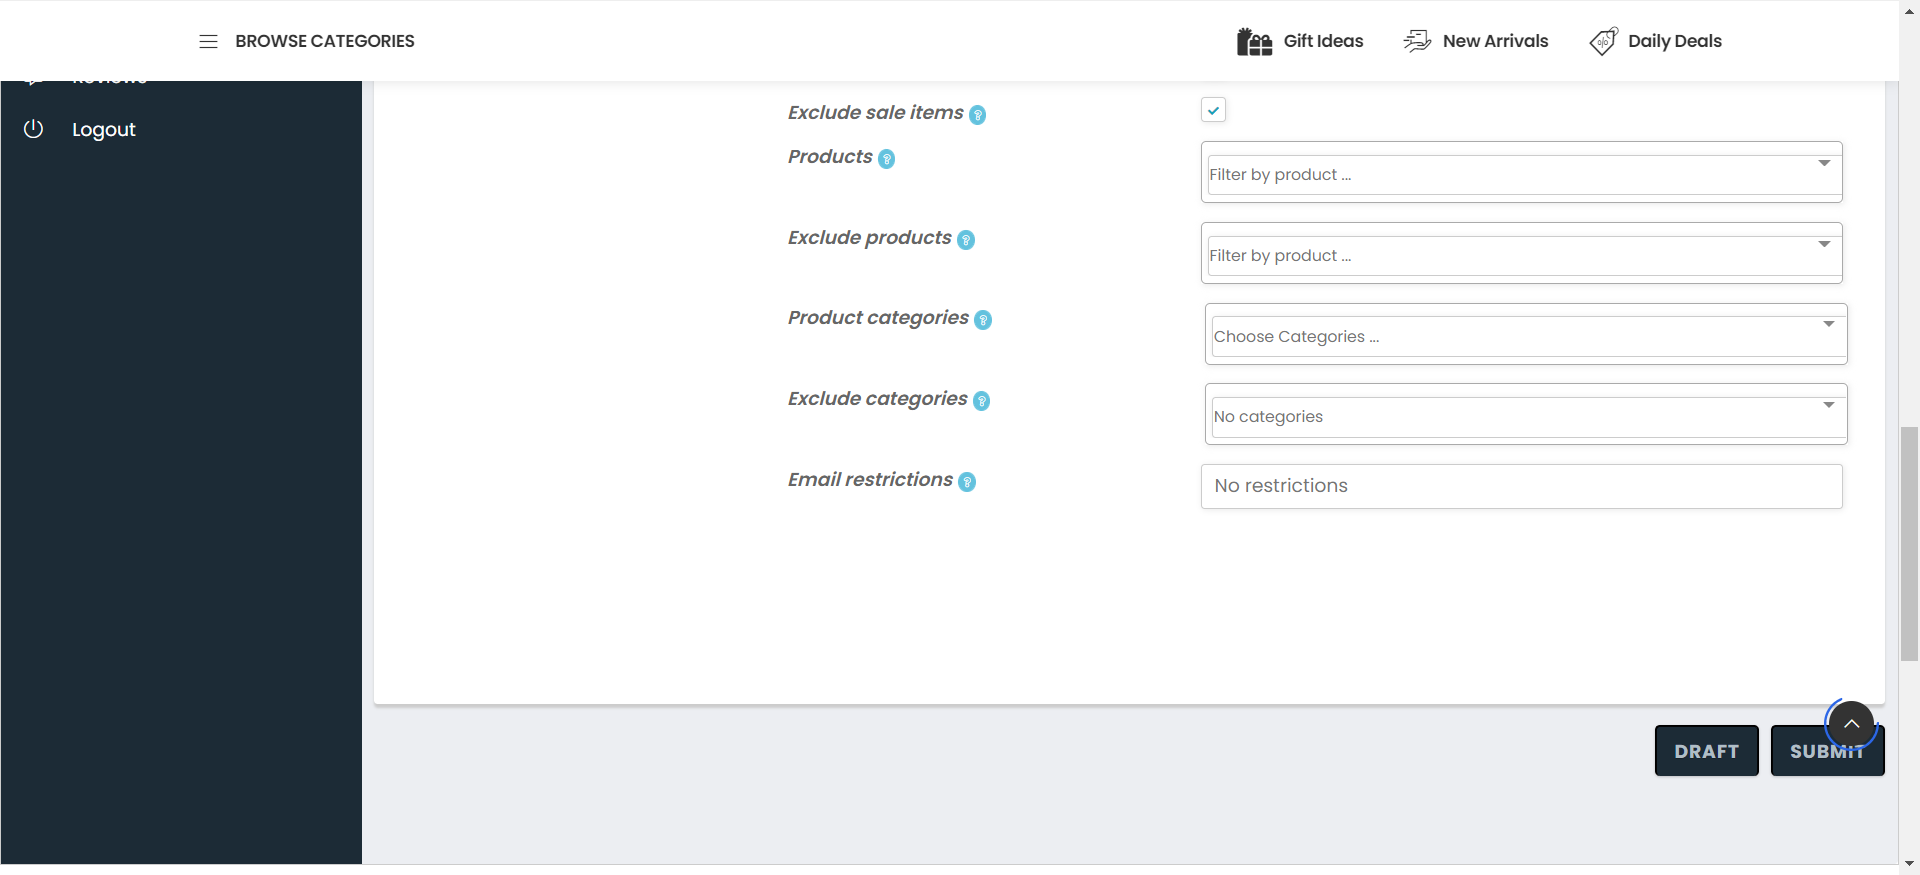 BROWSE CATEGORIES
Gift Ideas
New Arrivals
Daily Deals
Reviews
Logout
Exclude sale items ?
Products ?
Filter by product ...
Exclude products ?
Filter by product ...
Product categories ?
Choose Categories ...
Exclude categories ?
No categories
Email restrictions ?
No restrictions
DRAFT
SUBMIT